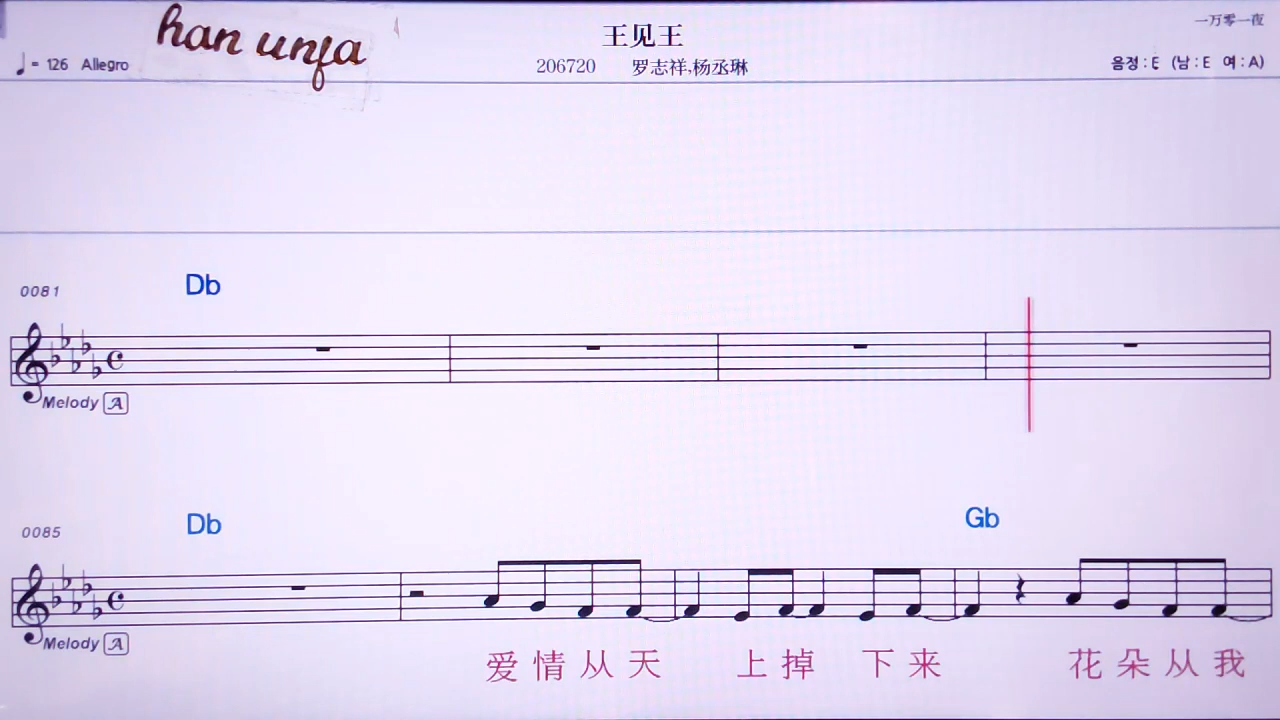 han unfa
王见王
一万零一夜
♩= 126 Allegro
206720 罗志祥,杨丞琳
음정 : E (남 : E 여 : A)
0081
Db
Melody A
0085
Db Gb
Melody A
爱情从天 上掉 下来 花朵从我